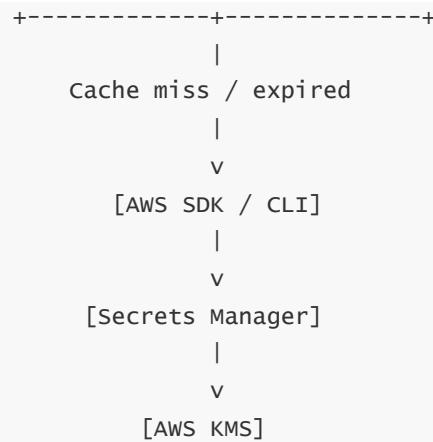 +-------------+--------------+
|
Cache miss / expired
|
v
[AWS SDK / CLI]
|
v
[Secrets Manager]
|
v
[AWS KMS]